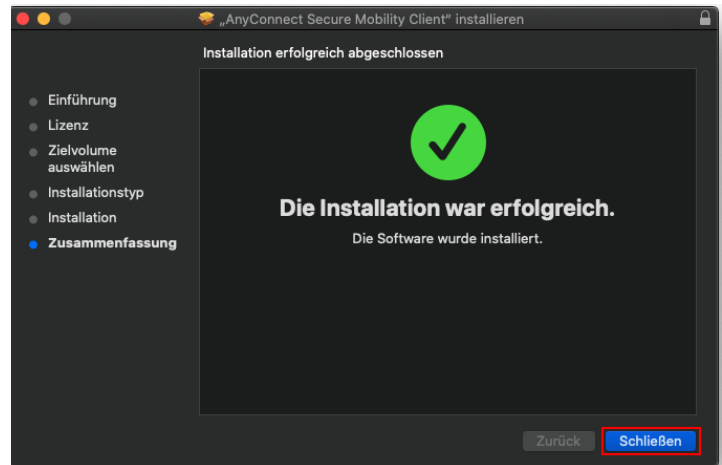 „AnyConnect Secure Mobility Client“ installieren
Installation erfolgreich abgeschlossen
Einführung
Lizenz
Zielvolume
auswählen
Installationstyp
Installation
Zusammenfassung
Die Installation war erfolgreich.
Die Software wurde installiert.
Zurück
Schließen